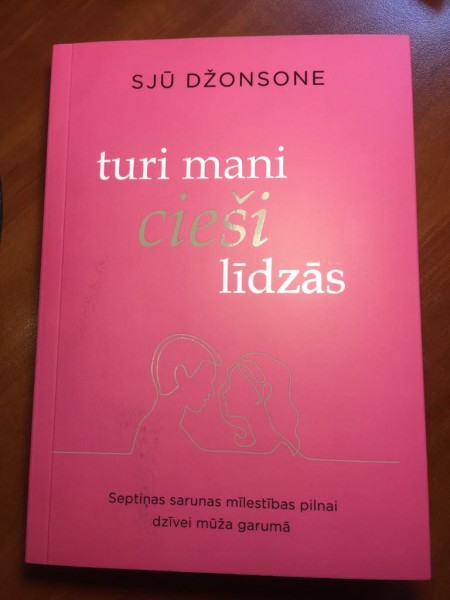 SJŪ DŽONSONE
turi mani
cieši
līdzās
Septiņas sarunas mīlestības pilnai
dzīvei mūža garumā